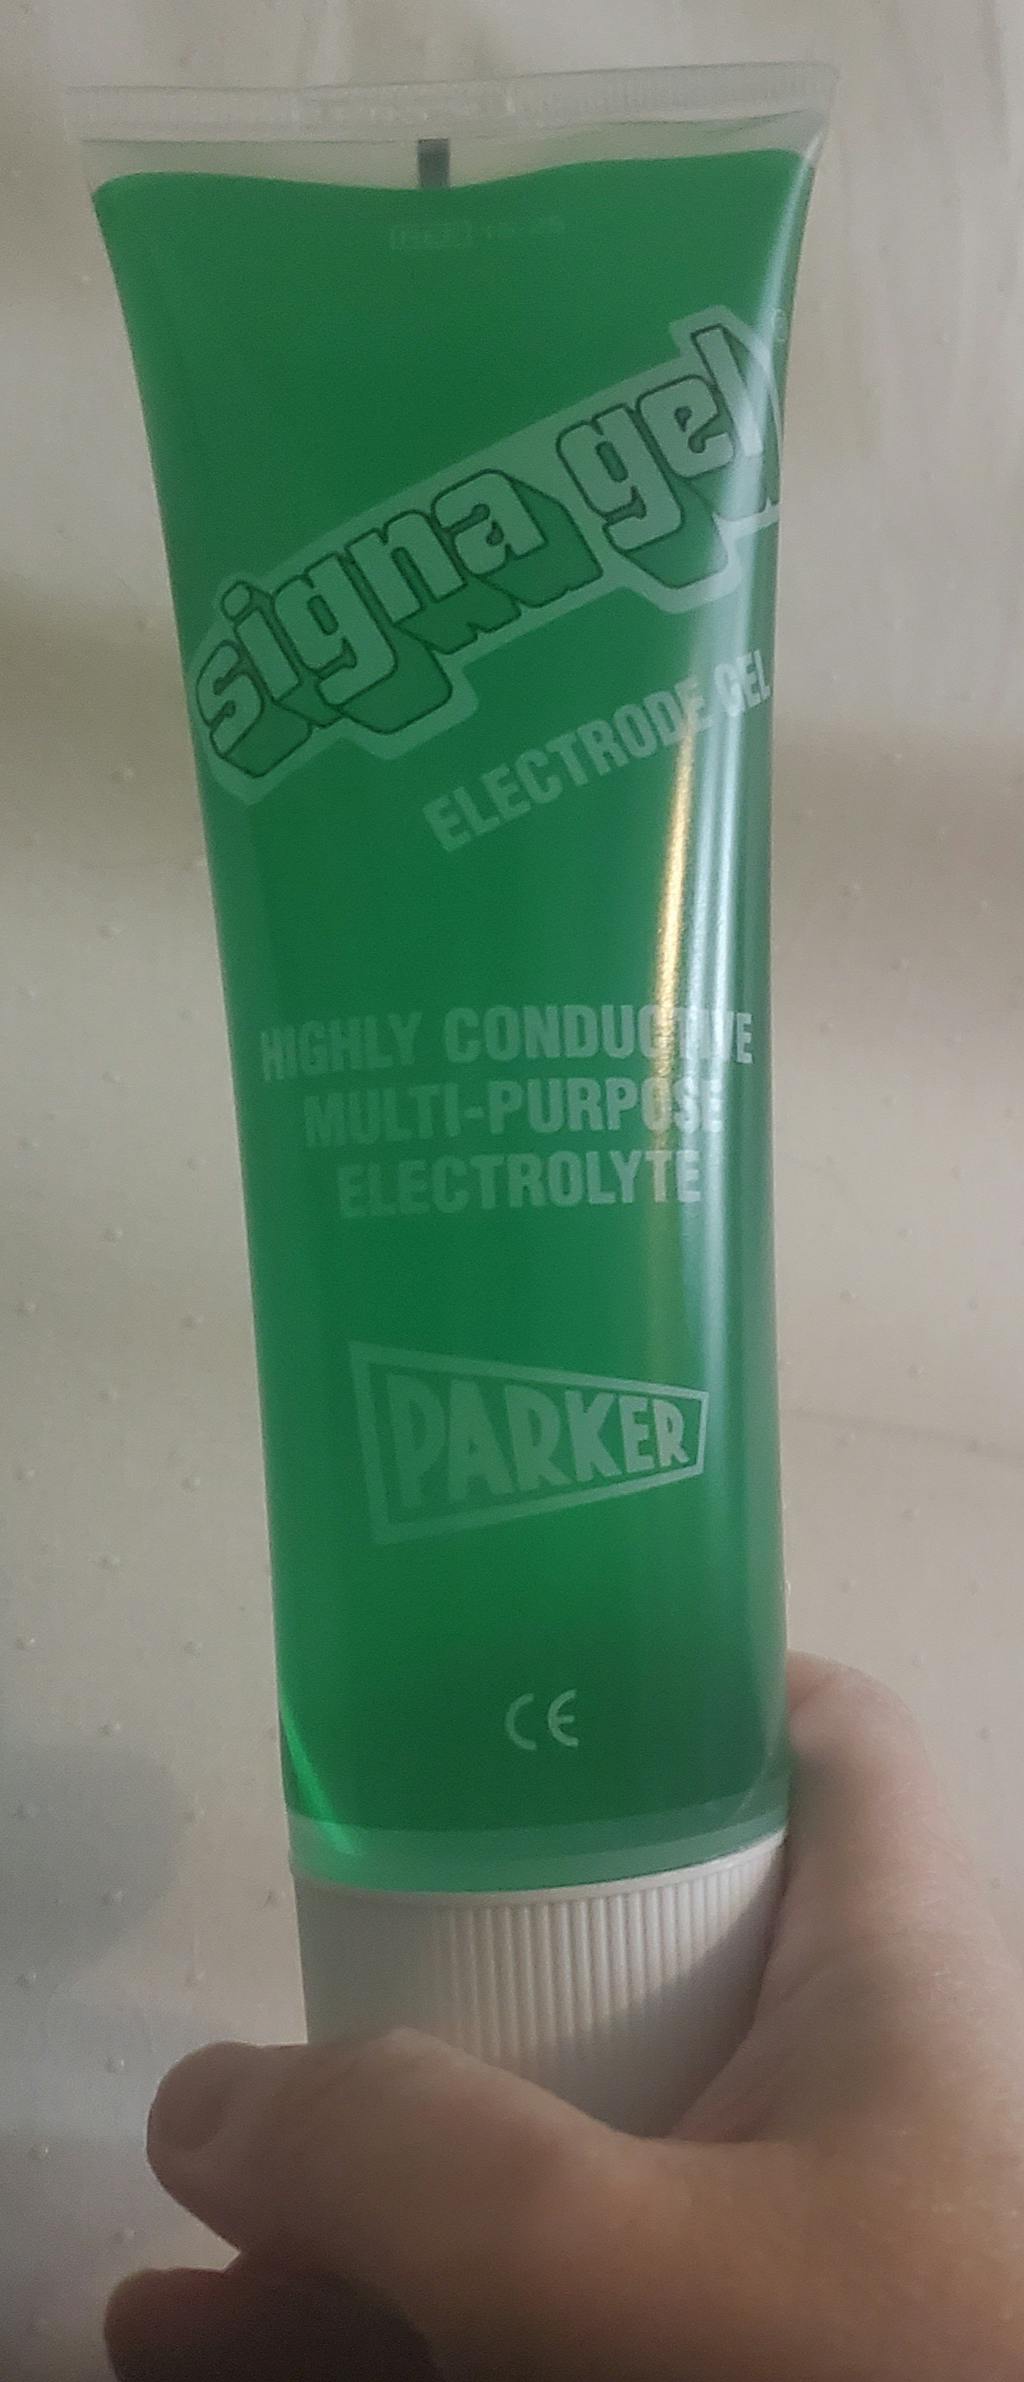 signa gel®
ELECTRODE GEL
HIGHLY CONDUCTIVE
MULTI-PURPOSE
ELECTROLYTE
PARKER
CE